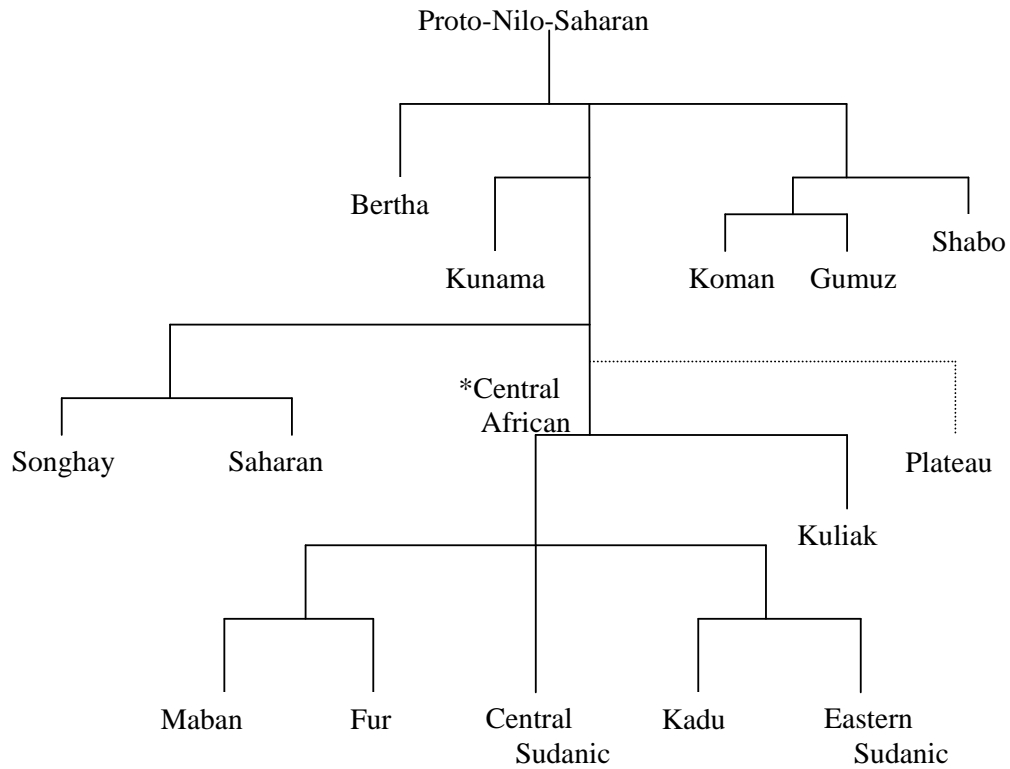 Proto-Nilo-Saharan
Bertha
Shabo
Kunama
Koman
Gumuz
*Central
African
Songhay
Saharan
Plateau
Kuliak
Maban
Fur
Central
Sudanic
Kadu
Eastern
Sudanic